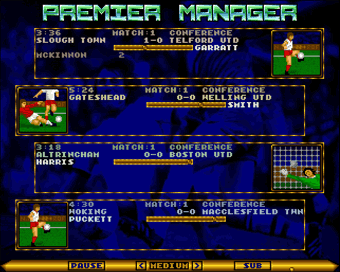 PREMIER MANAGER
3:36 MATCH:1 CONFERENCE
SLOUGH TOWN 1-0 TELFORD UTD
GARRATT
MCKINNON 2
5:24 MATCH:1 CONFERENCE
GATESHEAD 0-0 WELLING UTD
SMITH
3:18 MATCH:1 CONFERENCE
ALTRINCHAM 0-0 BOSTON UTD
HARRIS
4:30 MATCH:1 CONFERENCE
WOKING 0-0 MACCLESFIELD TWN
PUCKETT
PAUSE < MEDIUM > SUB